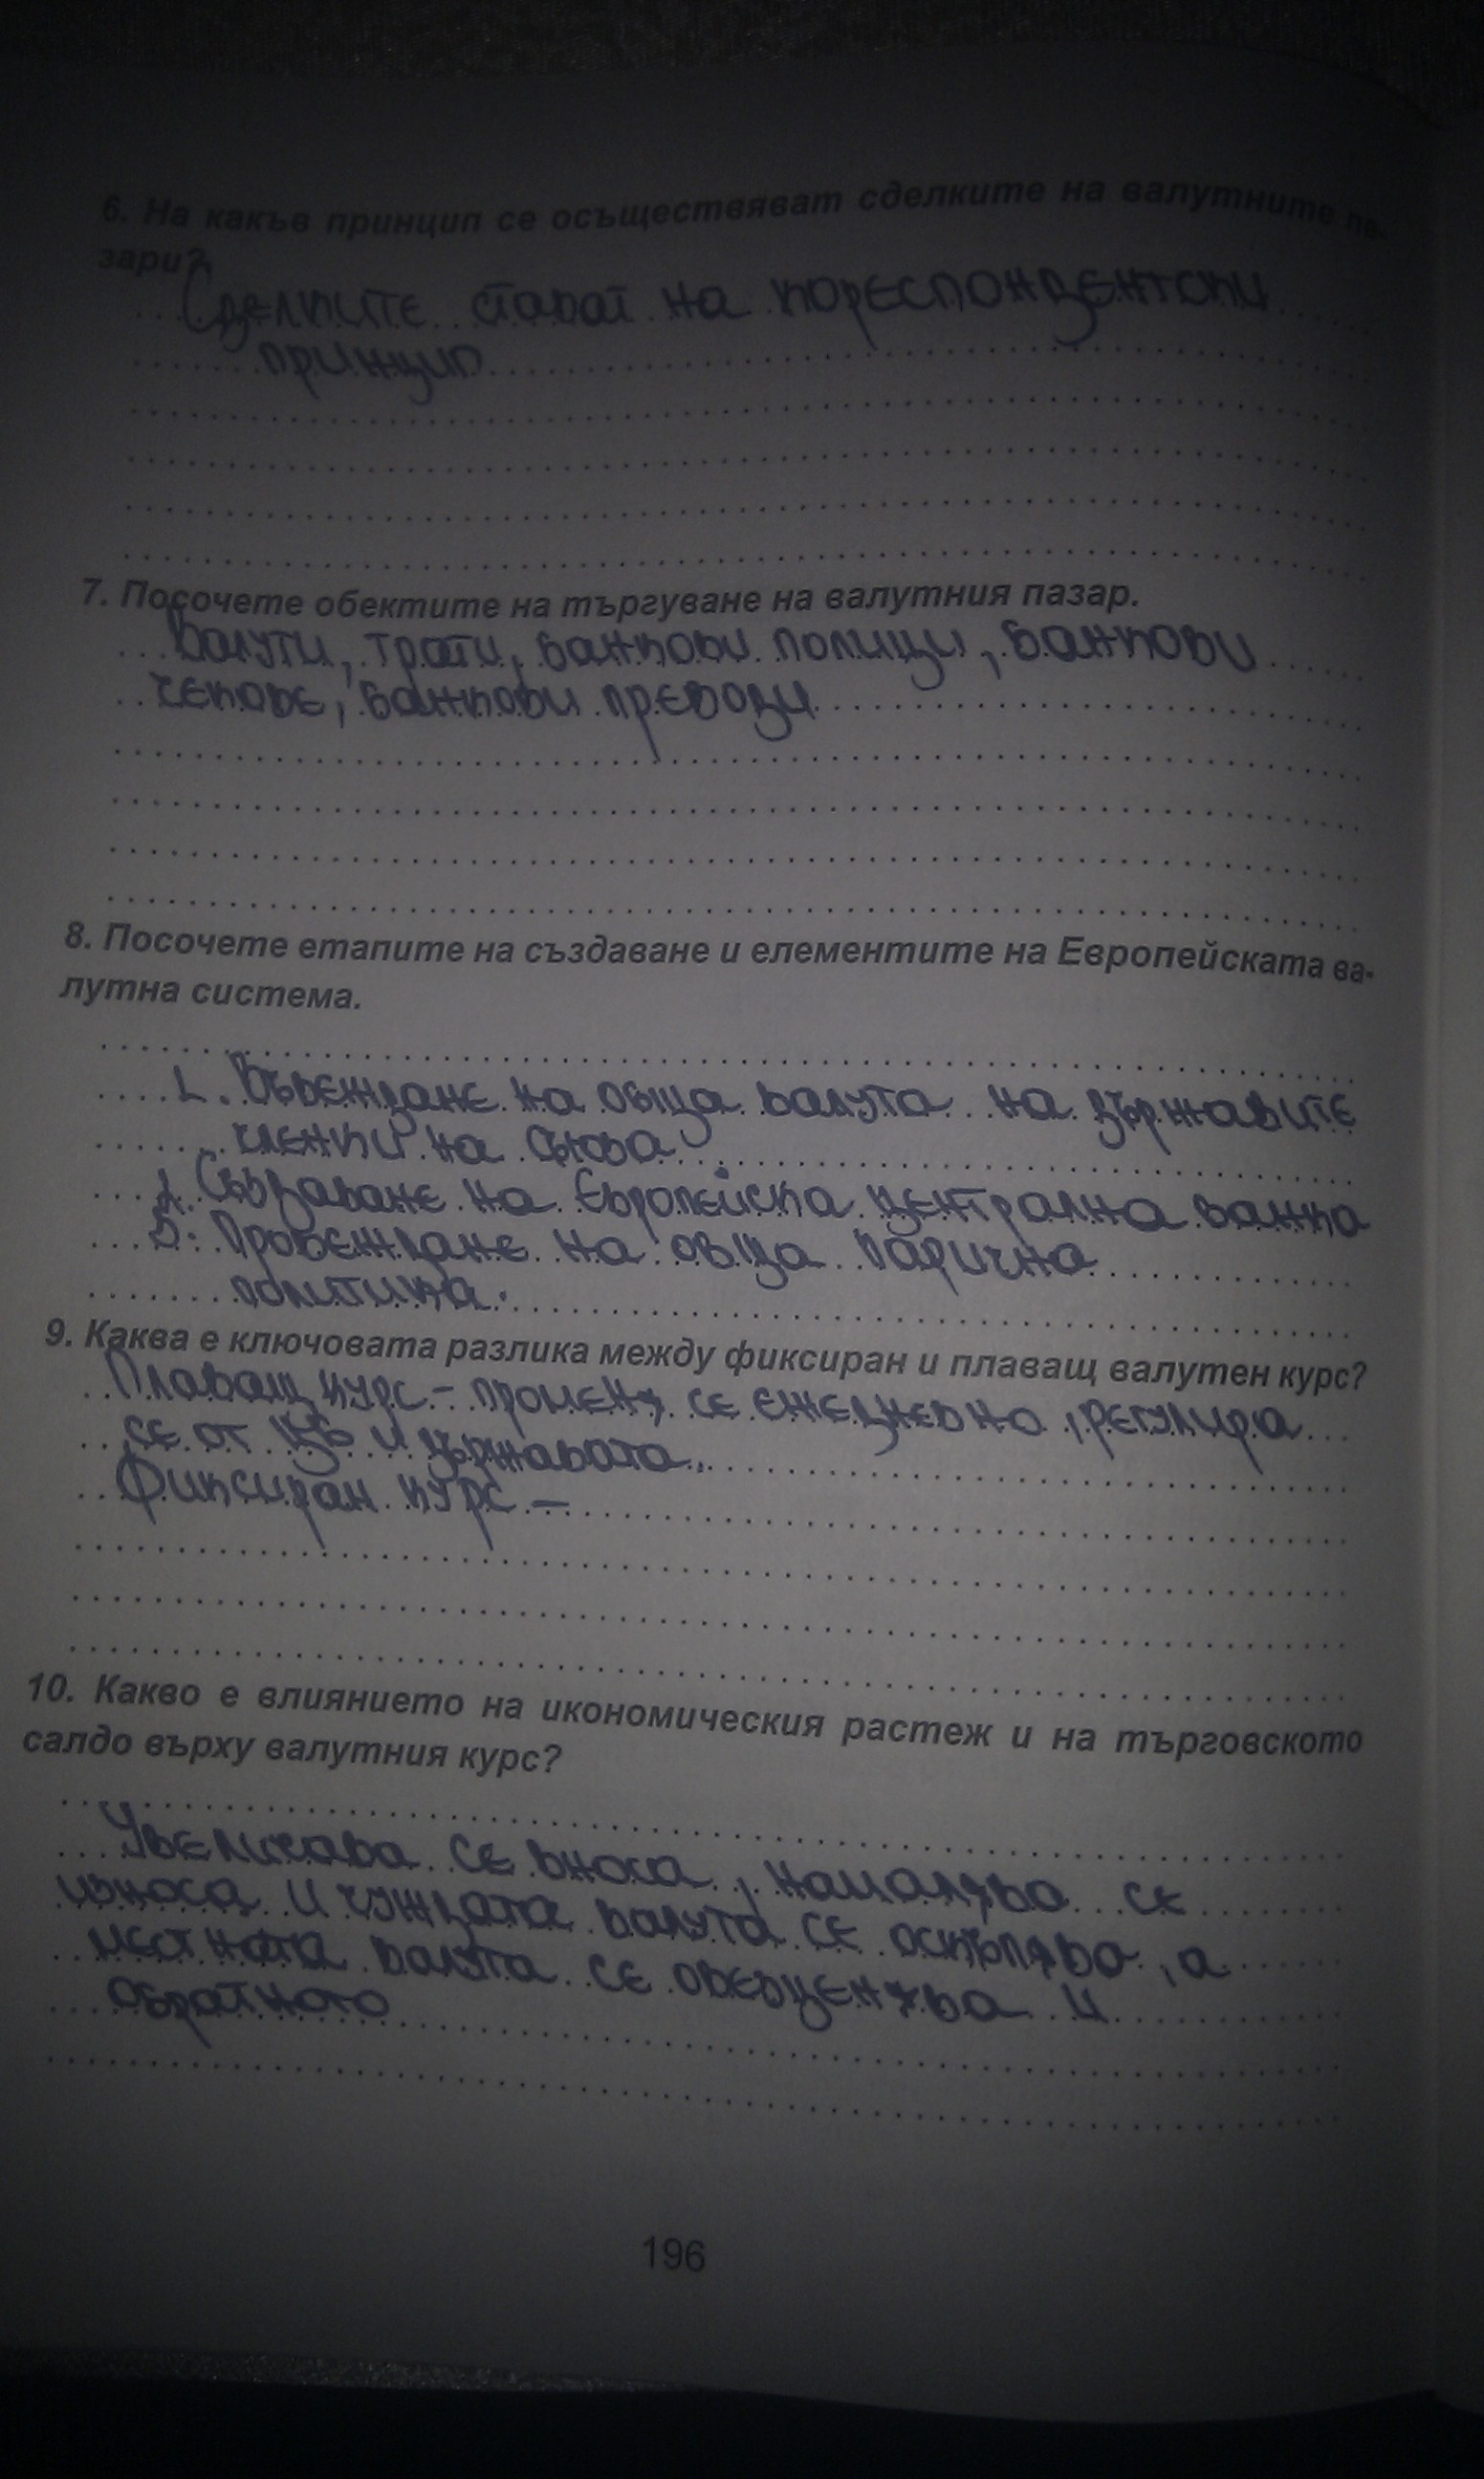 6. На какъв принцип се осъществяват сделките на валутните па-
зари?
Сделките стават на кореспондентски
принцип
7. Посочете обектите на търгуване на валутния пазар.
Валути, трати, банкови полици, банкови
чекове, банкови преводи
8. Посочете етапите на създаване и елементите на Европейската ва-
лутна система.
1. Въвеждане на обща валута на държавите
членки на съюза
2. Създаване на Европейска централна банка
3. Провеждане на обща парична
политика.
9. Каква е ключовата разлика между фиксиран и плаващ валутен курс?
Плаващ курс - променя се ежедневно, регулира
се от ЦБ и държавата.
Фиксиран курс -
10. Какво е влиянието на икономическия растеж и на търговското
салдо върху валутния курс?
Увеличава се вноса, намалява се
износа и чуждата валута се оскъпява, а
местната валута се обезценява и
обратното
196